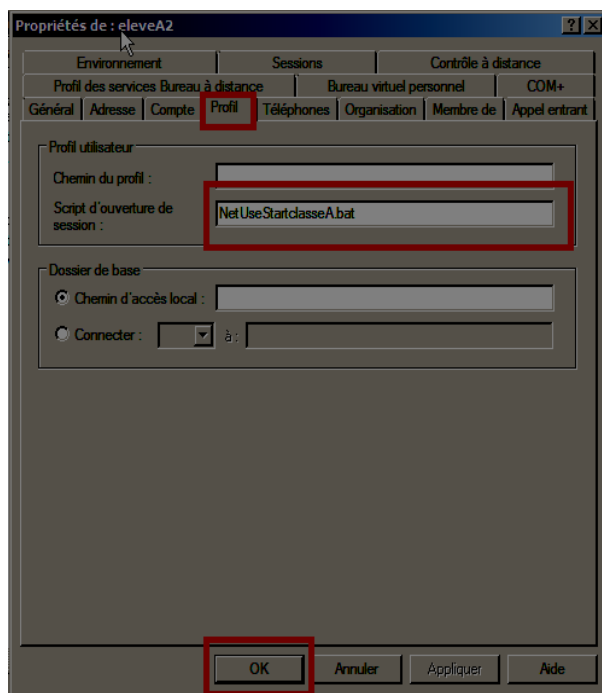 Propriétés de : eleveA2
Environnement Sessions Contrôle à distance
Profil des services Bureau à distance Bureau virtuel personnel COM+
Général Adresse Compte Profil Téléphones Organisation Membre de Appel entrant
Profil utilisateur
Chemin du profil :
Script d'ouverture de
session :
NetUseStartclasseA.bat
Dossier de base
Chemin d'accès local :
Connecter : à :
OK Annuler Appliquer Aide